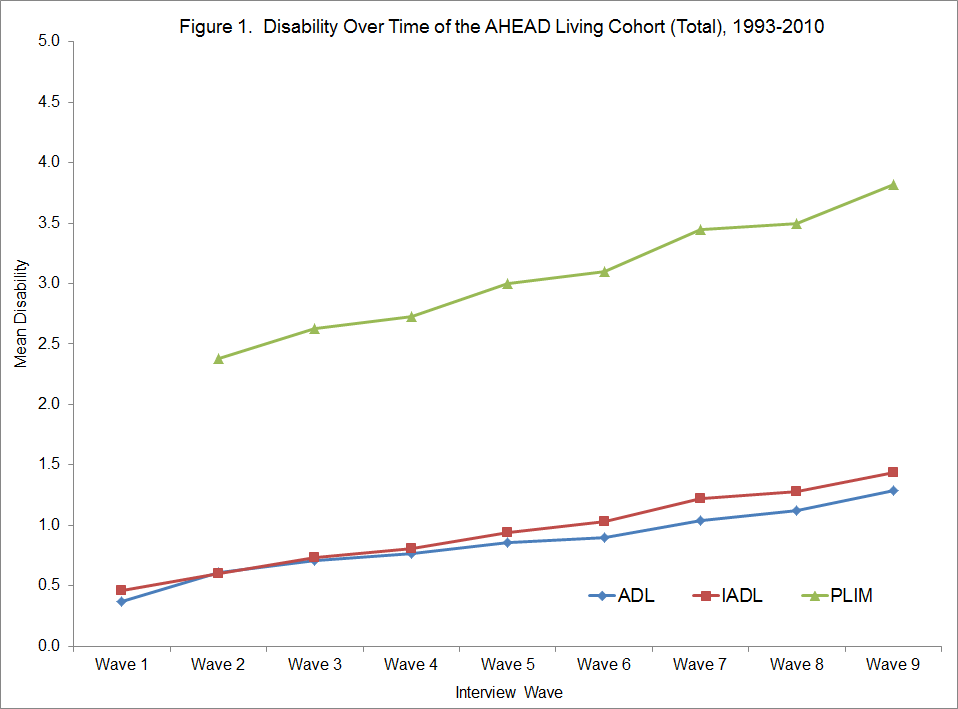 Figure 1.  Disability Over Time of the AHEAD Living Cohort (Total), 1993-2010
5.0
4.5
4.0
3.5
3.0
2.5
2.0
1.5
1.0
0.5
0.0
Mean Disability
ADL
IADL
PLIM
Wave 1
Wave 2
Wave 3
Wave 4
Wave 5
Wave 6
Wave 7
Wave 8
Wave 9
Interview  Wave